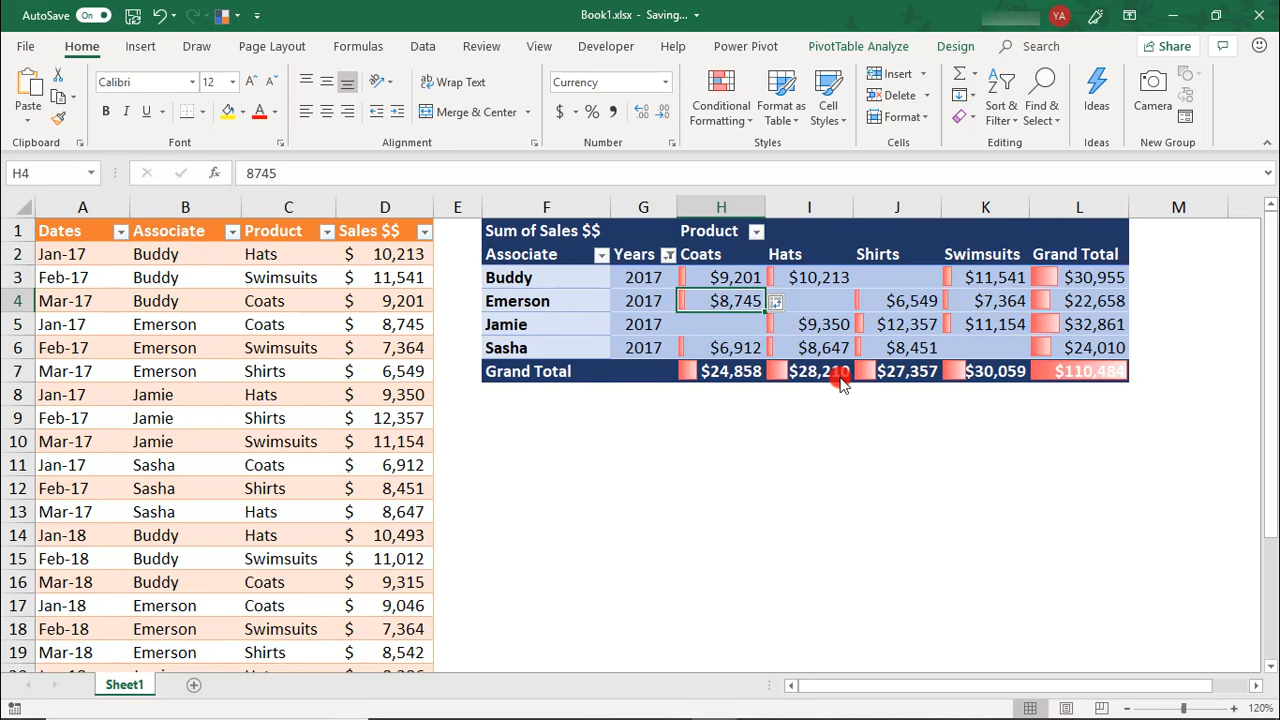 AutoSave On Book1.xlsx - Saving... YA
File Home Insert Draw Page Layout Formulas Data Review View Developer Help Power Pivot PivotTable Analyze Design Search Share
Paste Calibri 12 Wrap Text Currency Conditional Formatting Format as Table Cell Styles Insert Sort & Filter Find & Select Ideas Camera
B I U A Merge & Center $ % Delete
Format
Clipboard Font Alignment Number Styles Cells Editing Ideas Camera
H4 fx 8745
A B C D E F G H I J K L M
1 Dates Associate Product Sales $$ Sum of Sales $$ Product
2 Jan-17 Buddy Hats $ 10,213 Associate Years Coats Hats Shirts Swimsuits Grand Total
3 Feb-17 Buddy Swimsuits $ 11,541 Buddy 2017 $9,201 $10,213 $11,541 $30,955
4 Mar-17 Buddy Coats $ 9,201 Emerson 2017 $8,745 $6,549 $7,364 $22,658
5 Jan-17 Emerson Coats $ 8,745 Jamie 2017 $9,350 $12,357 $11,154 $32,861
6 Feb-17 Emerson Swimsuits $ 7,364 Sasha 2017 $6,912 $8,647 $8,451 $24,010
7 Mar-17 Emerson Shirts $ 6,549 Grand Total $24,858 $28,210 $27,357 $30,059 $110,484
8 Jan-17 Jamie Hats $ 9,350
9 Feb-17 Jamie Shirts $ 12,357
10 Mar-17 Jamie Swimsuits $ 11,154
11 Jan-17 Sasha Coats $ 6,912
12 Feb-17 Sasha Shirts $ 8,451
13 Mar-17 Sasha Hats $ 8,647
14 Jan-18 Buddy Hats $ 10,493
15 Feb-18 Buddy Swimsuits $ 11,012
16 Mar-18 Buddy Coats $ 9,315
17 Jan-18 Emerson Coats $ 9,046
18 Feb-18 Emerson Swimsuits $ 7,364
19 Mar-18 Emerson Shirts $ 8,542
Sheet1
120%